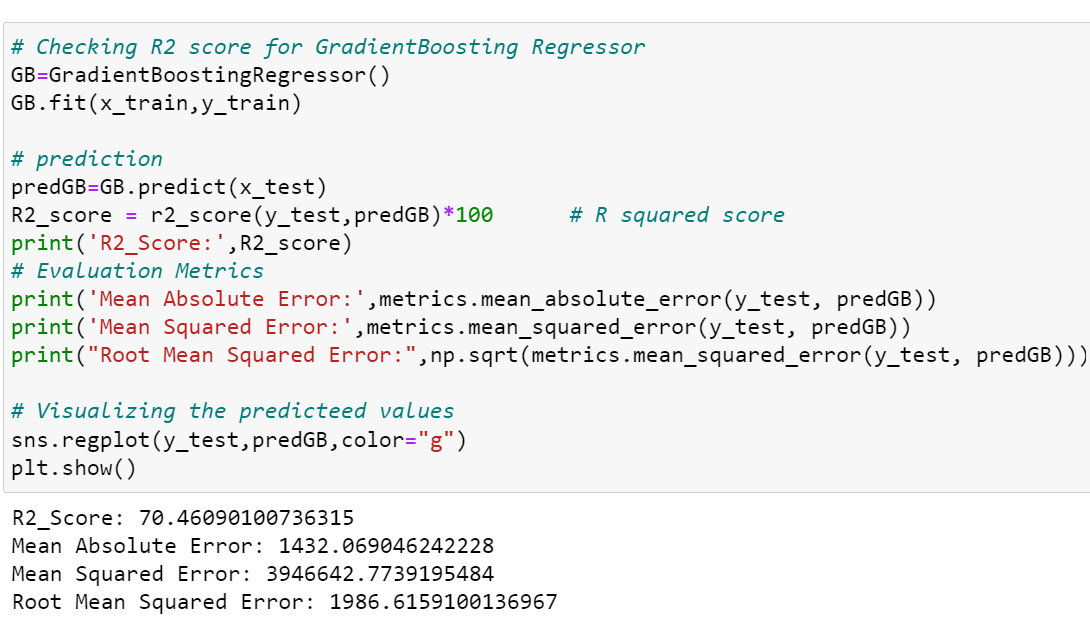 # Checking R2 score for GradientBoosting Regressor
GB=GradientBoostingRegressor()
GB.fit(x_train,y_train)
# prediction
predGB=GB.predict(x_test)
R2_score = r2_score(y_test,predGB)*100      # R squared score
print('R2_Score:',R2_score)
# Evaluation Metrics
print('Mean Absolute Error:',metrics.mean_absolute_error(y_test, predGB))
print('Mean Squared Error:',metrics.mean_squared_error(y_test, predGB))
print("Root Mean Squared Error:",np.sqrt(metrics.mean_squared_error(y_test, predGB)))
# Visualizing the predicteed values
sns.regplot(y_test,predGB,color="g")
plt.show()
R2_Score: 70.46090100736315
Mean Absolute Error: 1432.069046242228
Mean Squared Error: 3946642.7739195484
Root Mean Squared Error: 1986.6159100136967